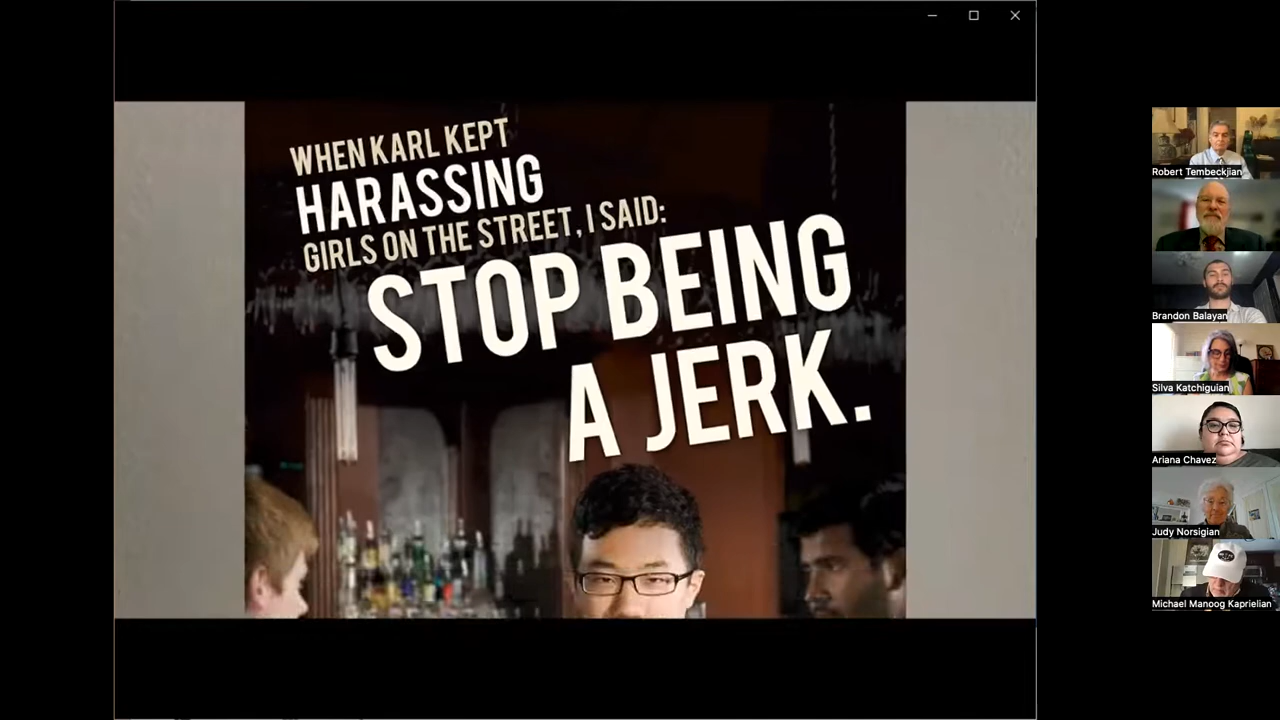 WHEN KARL KEPT
HARASSING
GIRLS ON THE STREET, I SAID:
STOP BEING
A JERK.
Robert Tembeckjian
Brandon Balayan
Silva Katchiguian
Ariana Chavez
Judy Norsigian
Michael Manoog Kaprielian